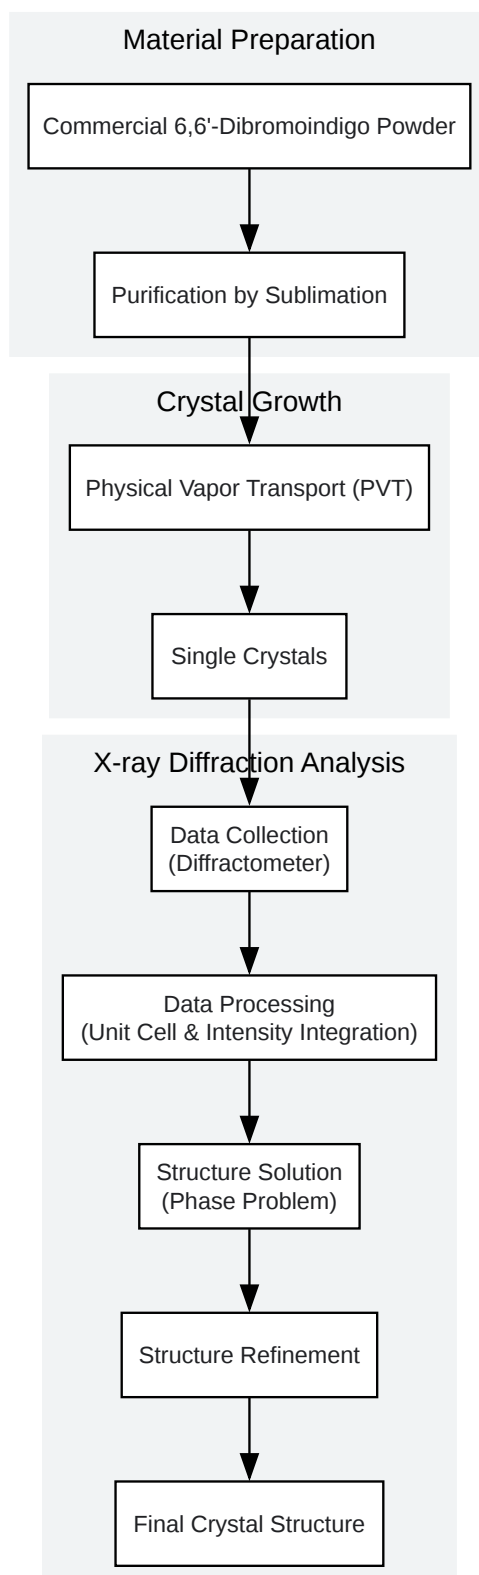 Material Preparation
Commercial 6,6'-Dibromoindigo Powder
Purification by Sublimation
Crystal Growth
Physical Vapor Transport (PVT)
Single Crystals
X-ray Diffraction Analysis
Data Collection
(Diffractometer)
Data Processing
(Unit Cell & Intensity Integration)
Structure Solution
(Phase Problem)
Structure Refinement
Final Crystal Structure